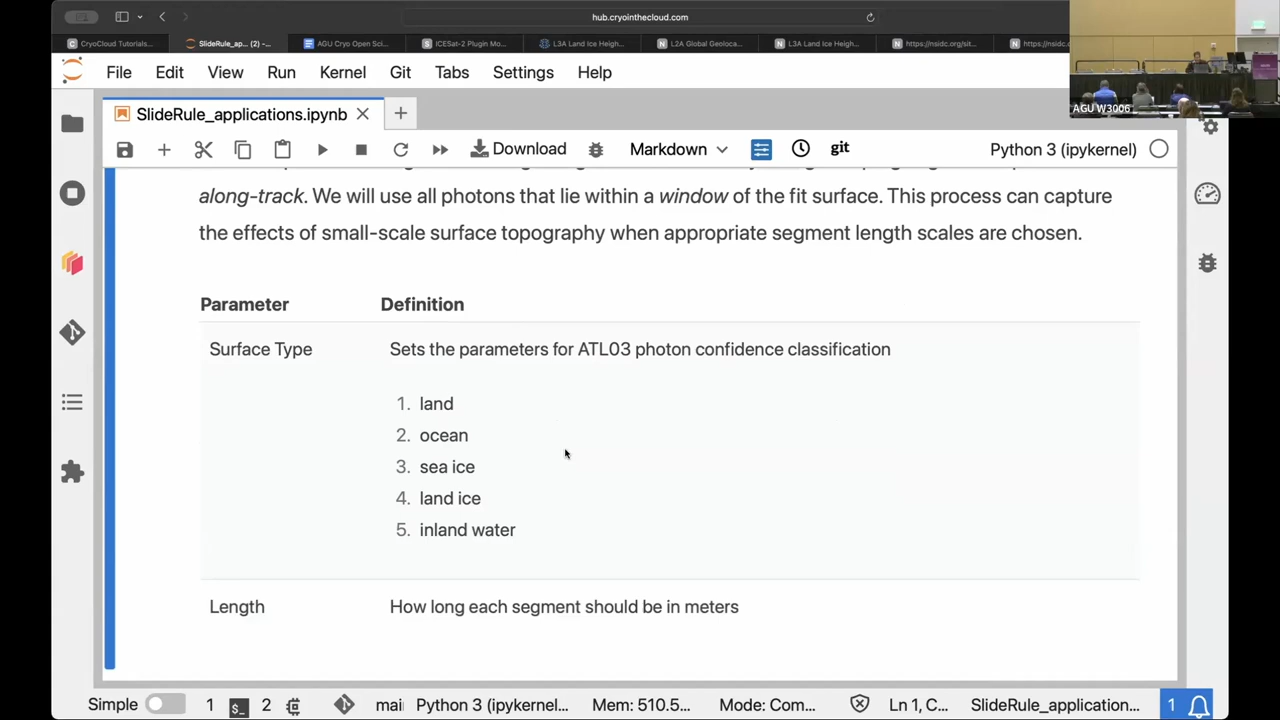 hub.cryointhecloud.com
CryoCloud Tutorials...
SlideRule_ap... (2) -...
AGU Cryo Open Sci...
ICESat-2 Plugin Mo...
L3A Land Ice Heigh...
L2A Global Geoloca...
L3A Land Ice Heigh...
https://nsidc.org/sit...
https://nsidc.
File Edit View Run Kernel Git Tabs Settings Help
AGU W3006
SlideRule_applications.ipynb
Download Markdown git Python 3 (ipykernel)
along-track. We will use all photons that lie within a window of the fit surface. This process can capture
the effects of small-scale surface topography when appropriate segment length scales are chosen.
Parameter Definition
Surface Type Sets the parameters for ATL03 photon confidence classification
1. land
2. ocean
3. sea ice
4. land ice
5. inland water
Length How long each segment should be in meters
Simple 1 $_ 2 mai Python 3 (ipykernel... Mem: 510.5... Mode: Com... Ln 1, C... SlideRule_application... 1